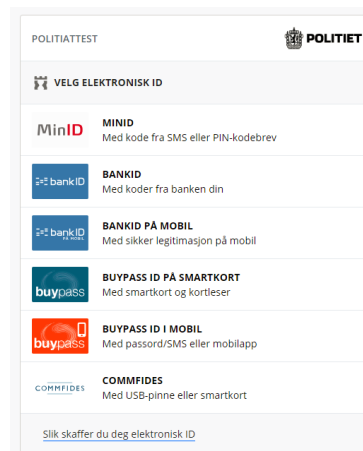 POLITIATTEST
POLITIET
VELG ELEKTRONISK ID
MinID
MINID
Med kode fra SMS eller PIN-kodebrev
bankID
BANKID
Med koder fra banken din
bankID
PÅ MOBIL
BANKID PÅ MOBIL
Med sikker legitimasjon på mobil
buypass
BUYPASS ID PÅ SMARTKORT
Med smartkort og kortleser
buypass
BUYPASS ID I MOBIL
Med passord/SMS eller mobilapp
COMMFIDES
COMMFIDES
Med USB-pinne eller smartkort
Slik skaffer du deg elektronisk ID